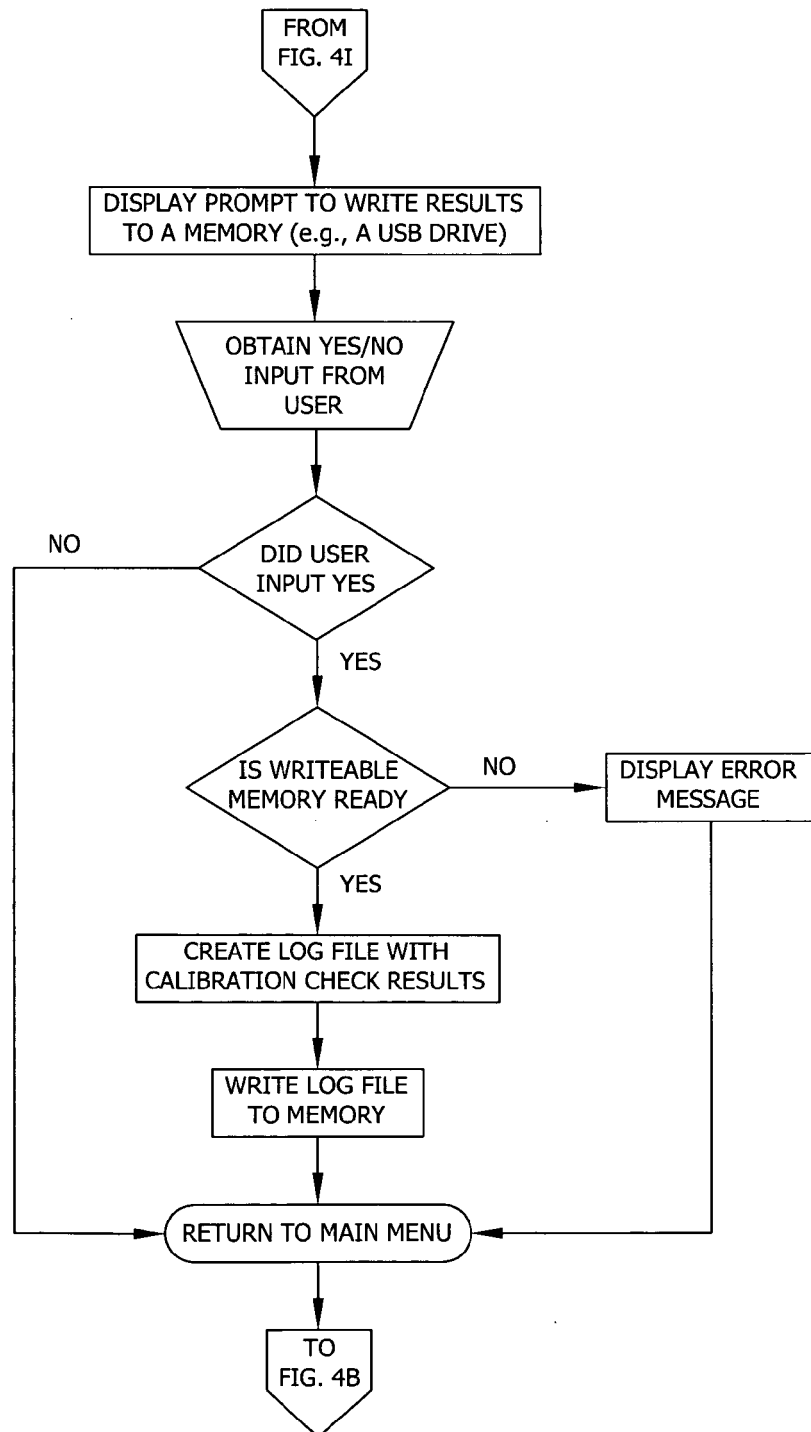 FROM
FIG. 4I
DISPLAY PROMPT TO WRITE RESULTS
TO A MEMORY (e.g., A USB DRIVE)
OBTAIN YES/NO
INPUT FROM
USER
NO
DID USER
INPUT YES
YES
IS WRITEABLE
MEMORY READY
NO
DISPLAY ERROR
MESSAGE
YES
CREATE LOG FILE WITH
CALIBRATION CHECK RESULTS
WRITE LOG FILE
TO MEMORY
RETURN TO MAIN MENU
TO
FIG. 4B